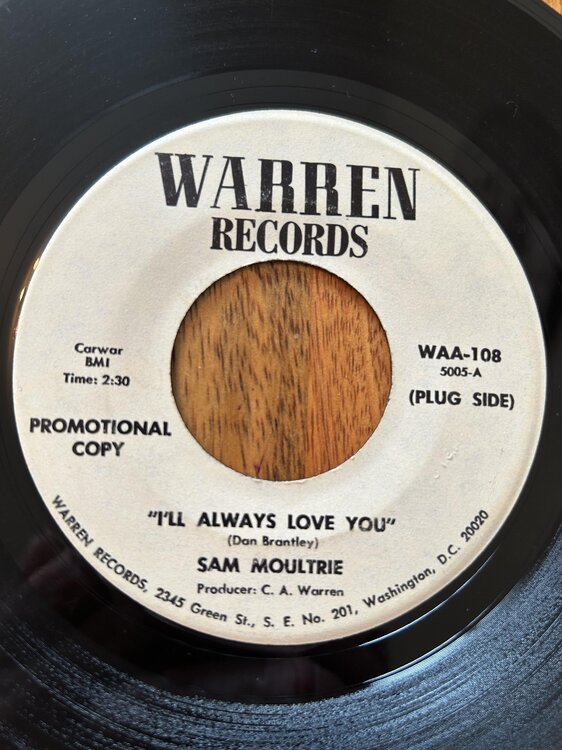 WARREN
RECORDS
Carwar
BMI
Time: 2:30
PROMOTIONAL
COPY
WAA-108
5005-A
(PLUG SIDE)
"I'LL ALWAYS LOVE YOU"
(Dan Brantley)
SAM MOULTRIE
Producer: C. A. Warren
WARREN RECORDS, 2345 Green St., S. E. No. 201, Washington, D.C. 20020